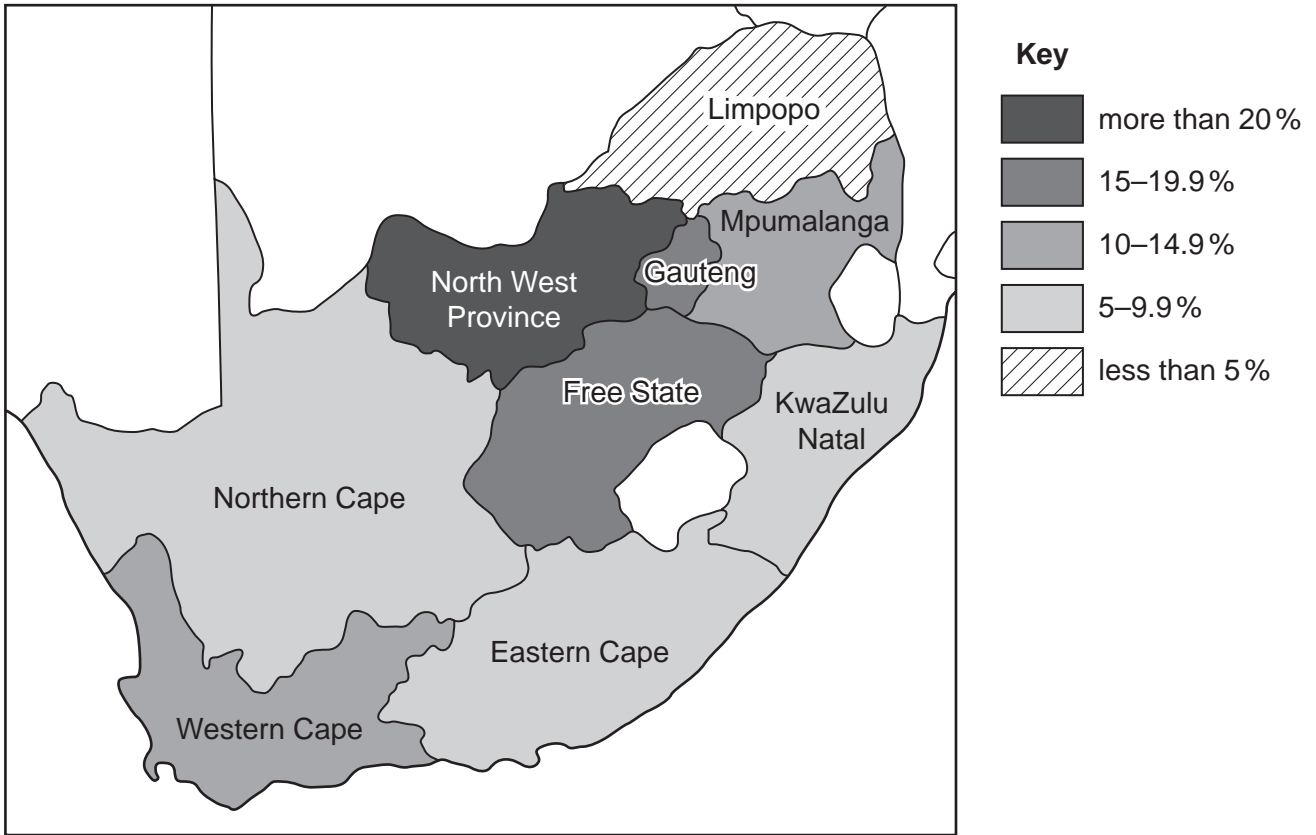 Key
more than 20 %
15–19.9 %
10–14.9 %
5–9.9 %
less than 5 %
Limpopo
Mpumalanga
Gauteng
North West
Province
Free State
KwaZulu
Natal
Northern Cape
Eastern Cape
Western Cape